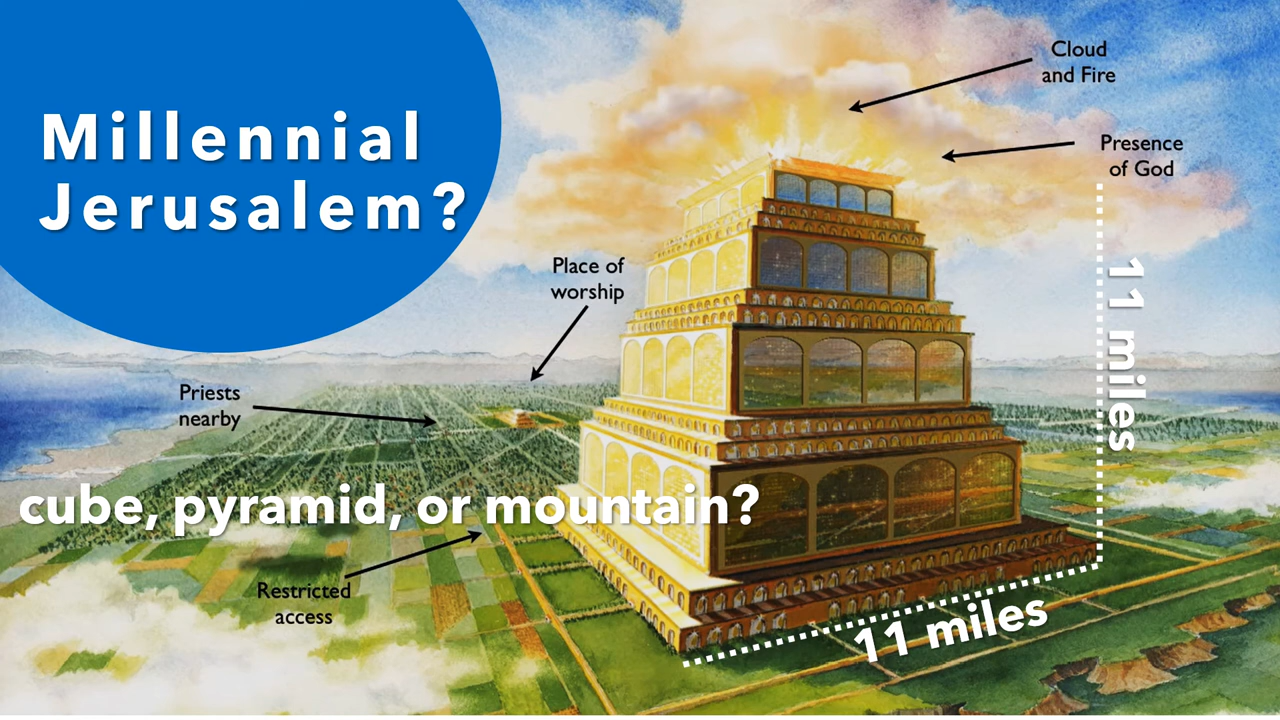 Millennial
Jerusalem?
Cloud
and Fire
Presence
of God
Place of
worship
11 miles
Priests
nearby
cube, pyramid, or mountain?
Restricted
access
11 miles